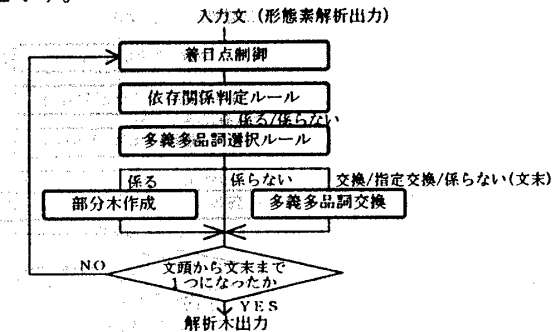 入力文（形態素解析出力）
着目点制御
依存関係判定ルール
係る/係らない
多義多品詞選択ルール
係る
係らない
交換/指定交換/係らない(文末)
部分木作成
多義多品詞交換
NO
文頭から文末まで
1つになったか
YES
解析木出力